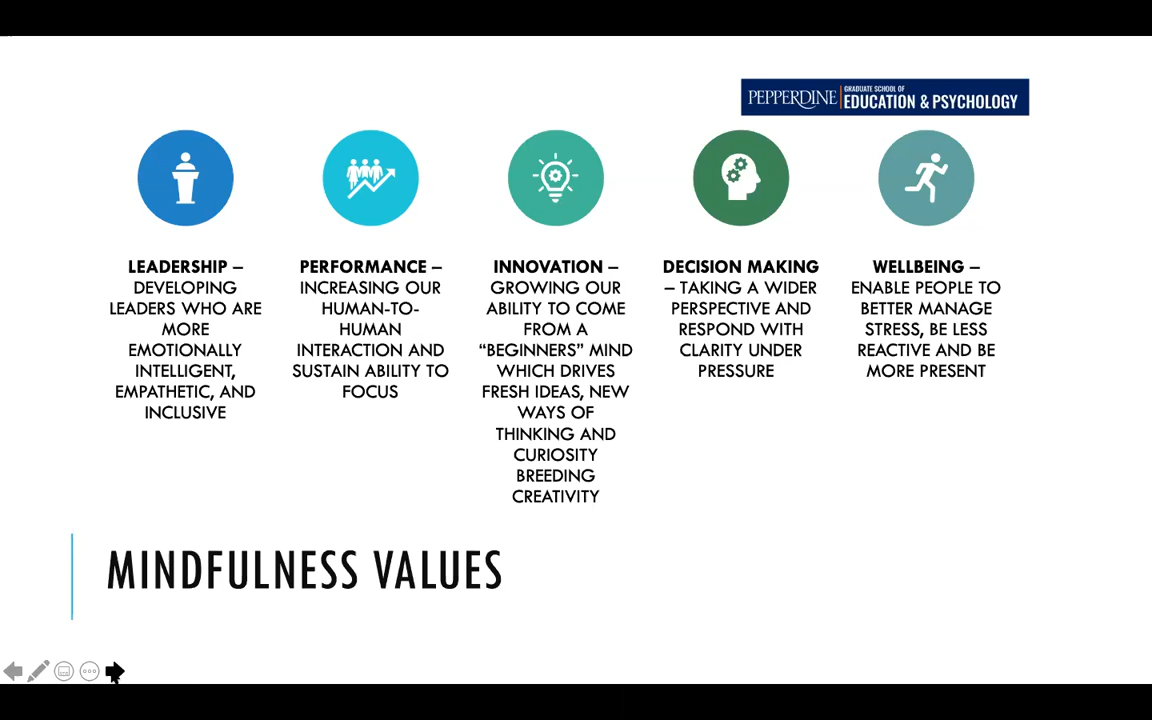 PEPPERDINE GRADUATE SCHOOL OF
EDUCATION & PSYCHOLOGY
LEADERSHIP –
DEVELOPING
LEADERS WHO ARE
MORE
EMOTIONALLY
INTELLIGENT,
EMPATHETIC, AND
INCLUSIVE
PERFORMANCE –
INCREASING OUR
HUMAN-TO-
HUMAN
INTERACTION AND
SUSTAIN ABILITY TO
FOCUS
INNOVATION –
GROWING OUR
ABILITY TO COME
FROM A
“BEGINNERS” MIND
WHICH DRIVES
FRESH IDEAS, NEW
WAYS OF
THINKING AND
CURIOSITY
BREEDING
CREATIVITY
DECISION MAKING
– TAKING A WIDER
PERSPECTIVE AND
RESPOND WITH
CLARITY UNDER
PRESSURE
WELLBEING –
ENABLE PEOPLE TO
BETTER MANAGE
STRESS, BE LESS
REACTIVE AND BE
MORE PRESENT
MINDFULNESS VALUES